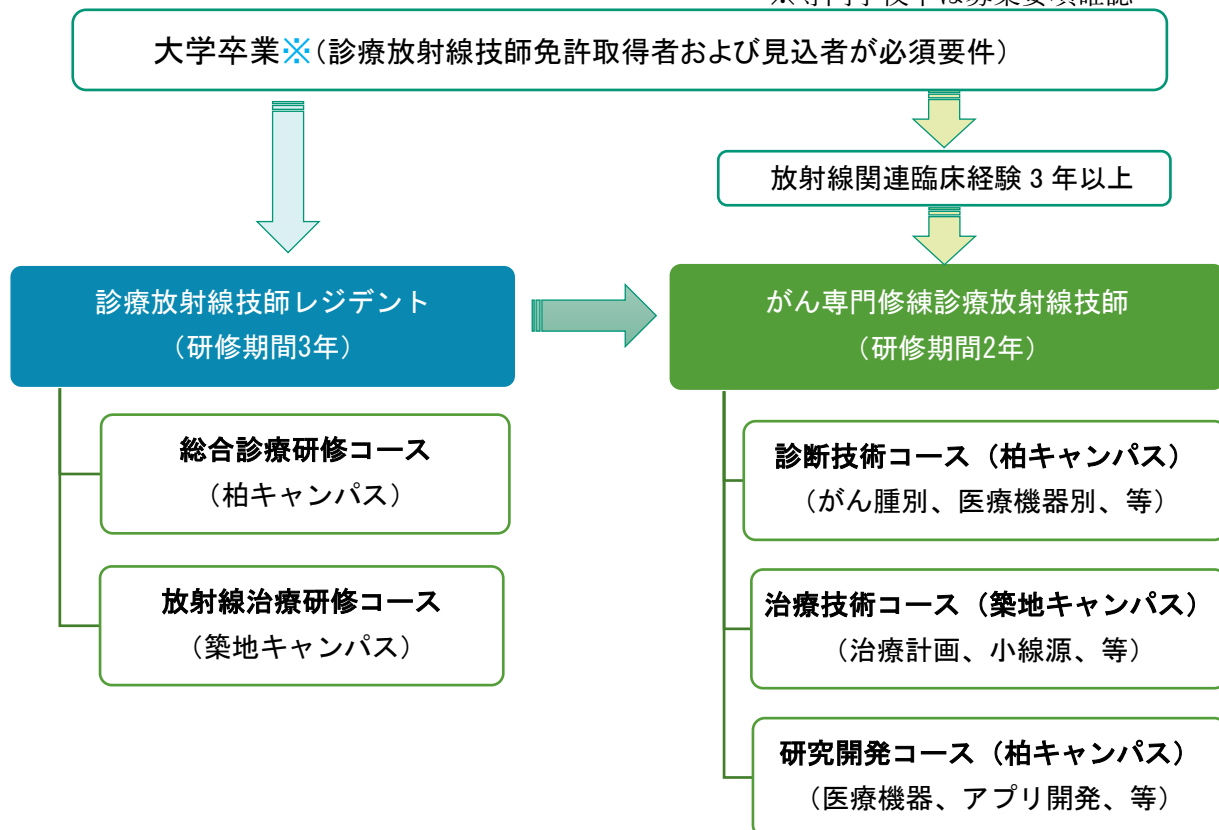 大学卒業※（診療放射線技師免許取得者および見込者が必須要件）
放射線関連臨床経験３年以上
診療放射線技師レジデント
（研修期間3年）
がん専門修練診療放射線技師
（研修期間2年）
総合診療研修コース
（柏キャンパス）
放射線治療研修コース
（築地キャンパス）
診断技術コース（柏キャンパス）
（がん腫別、医療機器別、等）
治療技術コース（築地キャンパス）
（治療計画、小線源、等）
研究開発コース（柏キャンパス）
（医療機器、アプリ開発、等）